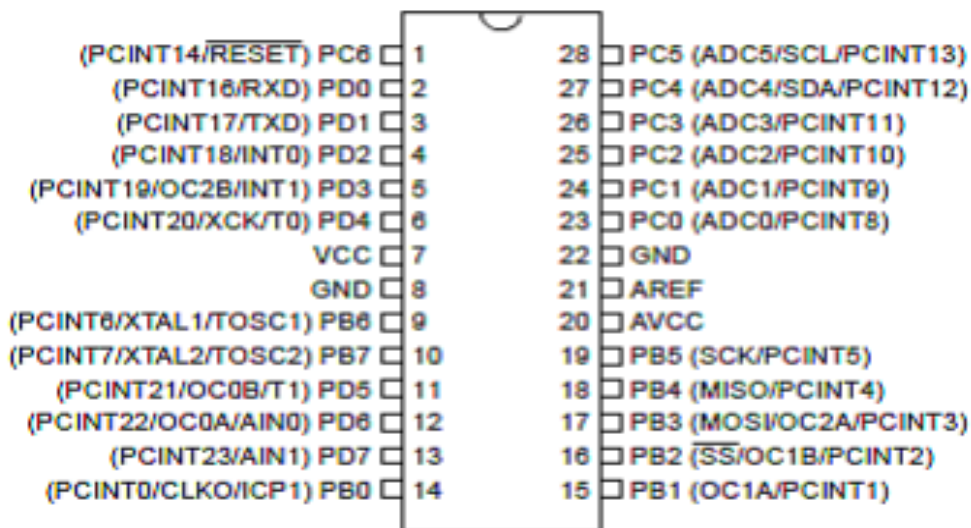 (PCINT14/RESET) PC6 1 28 PC5 (ADC5/SCL/PCINT13)
(PCINT16/RXD) PD0 2 27 PC4 (ADC4/SDA/PCINT12)
(PCINT17/TXD) PD1 3 26 PC3 (ADC3/PCINT11)
(PCINT18/INT0) PD2 4 25 PC2 (ADC2/PCINT10)
(PCINT19/OC2B/INT1) PD3 5 24 PC1 (ADC1/PCINT9)
(PCINT20/XCK/T0) PD4 6 23 PC0 (ADC0/PCINT8)
VCC 7 22 GND
GND 8 21 AREF
(PCINT6/XTAL1/TOSC1) PB6 9 20 AVCC
(PCINT7/XTAL2/TOSC2) PB7 10 19 PB5 (SCK/PCINT5)
(PCINT21/OC0B/T1) PD5 11 18 PB4 (MISO/PCINT4)
(PCINT22/OC0A/AIN0) PD6 12 17 PB3 (MOSI/OC2A/PCINT3)
(PCINT23/AIN1) PD7 13 16 PB2 (SS/OC1B/PCINT2)
(PCINT0/CLKO/ICP1) PB0 14 15 PB1 (OC1A/PCINT1)